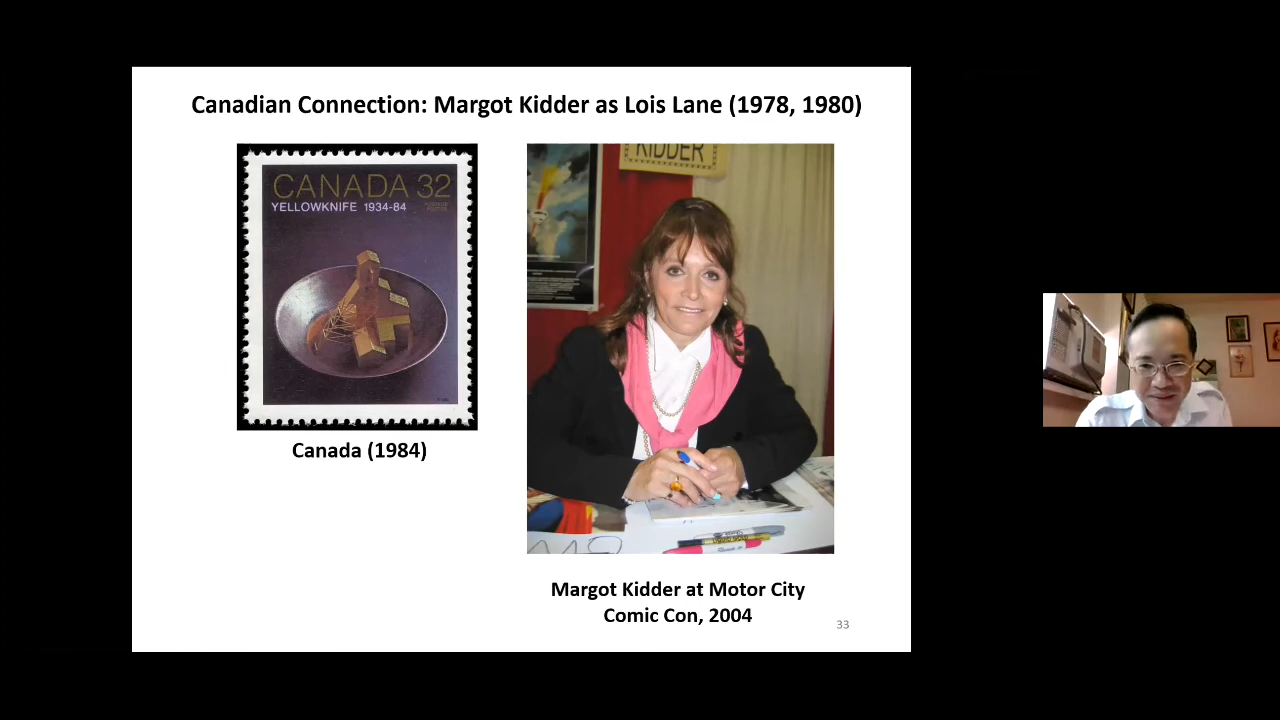 Canadian Connection: Margot Kidder as Lois Lane (1978, 1980)
CANADA 32
YELLOWKNIFE 1934-84
KIDDER
Canada (1984)
Margot Kidder at Motor City
Comic Con, 2004
33